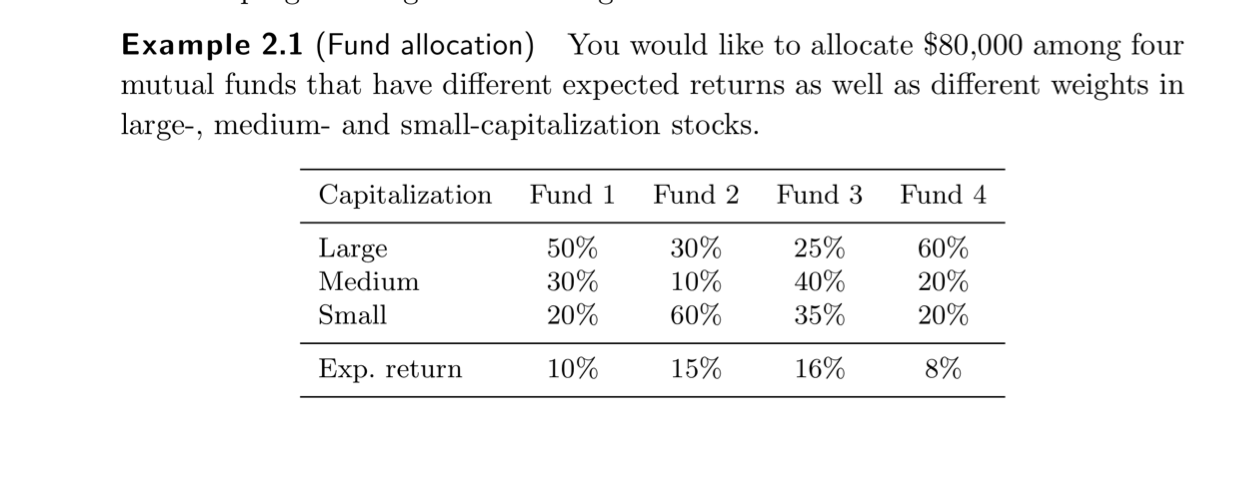 Example 2.1 (Fund allocation) You would like to allocate $80,000 among four
mutual funds that have different expected returns as well as different weights in
large-, medium- and small-capitalization stocks.
Capitalization Fund 1 Fund 2 Fund 3 Fund 4
Large 50% 30% 25% 60%
Medium 30% 10% 40% 20%
Small 20% 60% 35% 20%
Exp. return 10% 15% 16% 8%